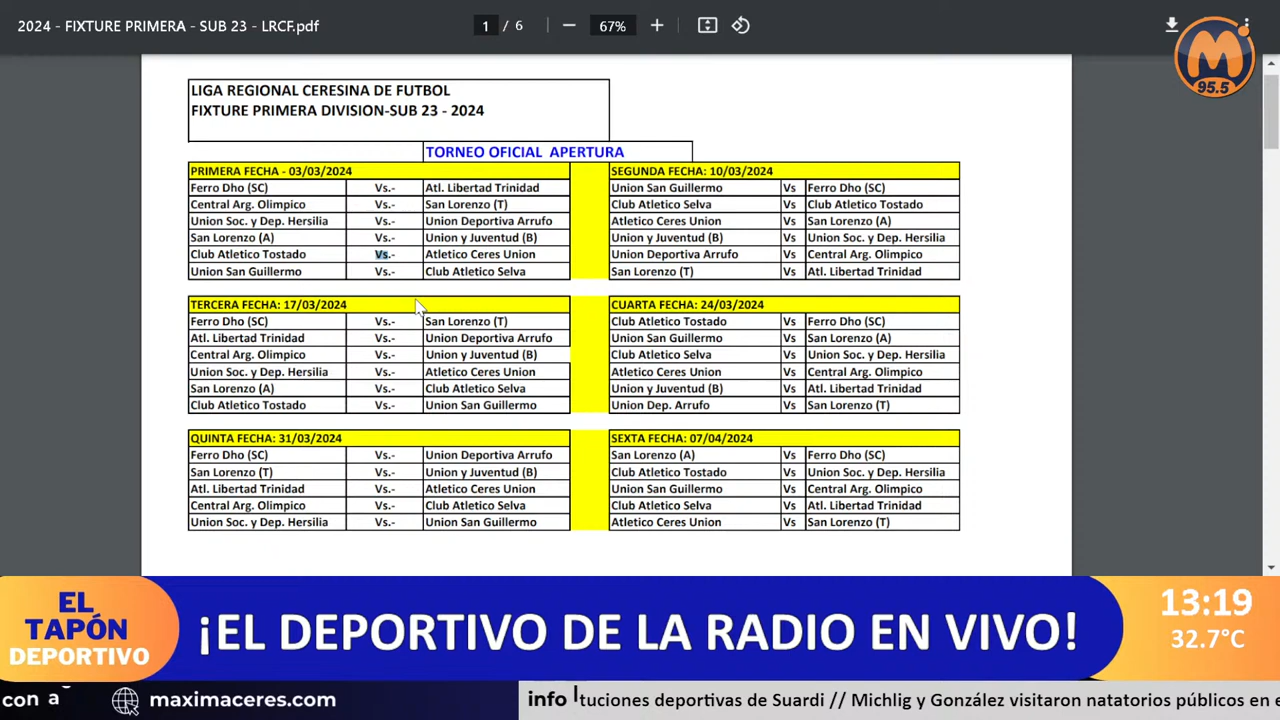 2024 - FIXTURE PRIMERA - SUB 23 - LRCF.pdf
1 / 6
67%
M
95.5
LIGA REGIONAL CERESINA DE FUTBOL
FIXTURE PRIMERA DIVISION-SUB 23 - 2024
TORNEO OFICIAL APERTURA
PRIMERA FECHA - 03/03/2024
Ferro Dho (SC) Vs.- Atl. Libertad Trinidad
Central Arg. Olimpico Vs.- San Lorenzo (T)
Union Soc. y Dep. Hersilia Vs.- Union Deportiva Arrufo
San Lorenzo (A) Vs.- Union y Juventud (B)
Club Atletico Tostado Vs.- Atletico Ceres Union
Union San Guillermo Vs.- Club Atletico Selva
SEGUNDA FECHA: 10/03/2024
Union San Guillermo Vs Ferro Dho (SC)
Club Atletico Selva Vs Club Atletico Tostado
Atletico Ceres Union Vs San Lorenzo (A)
Union y Juventud (B) Vs Union Soc. y Dep. Hersilia
Union Deportiva Arrufo Vs Central Arg. Olimpico
San Lorenzo (T) Vs Atl. Libertad Trinidad
TERCERA FECHA: 17/03/2024
Ferro Dho (SC) Vs.- San Lorenzo (T)
Atl. Libertad Trinidad Vs.- Union Deportiva Arrufo
Central Arg. Olimpico Vs.- Union y Juventud (B)
Union Soc. y Dep. Hersilia Vs.- Atletico Ceres Union
San Lorenzo (A) Vs.- Club Atletico Selva
Club Atletico Tostado Vs.- Union San Guillermo
CUARTA FECHA: 24/03/2024
Club Atletico Tostado Vs Ferro Dho (SC)
Union San Guillermo Vs San Lorenzo (A)
Club Atletico Selva Vs Union Soc. y Dep. Hersilia
Atletico Ceres Union Vs Central Arg. Olimpico
Union y Juventud (B) Vs Atl. Libertad Trinidad
Union Dep. Arrufo Vs San Lorenzo (T)
QUINTA FECHA: 31/03/2024
Ferro Dho (SC) Vs.- Union Deportiva Arrufo
San Lorenzo (T) Vs.- Union y Juventud (B)
Atl. Libertad Trinidad Vs.- Atletico Ceres Union
Central Arg. Olimpico Vs.- Club Atletico Selva
Union Soc. y Dep. Hersilia Vs.- Union San Guillermo
SEXTA FECHA: 07/04/2024
San Lorenzo (A) Vs Ferro Dho (SC)
Club Atletico Tostado Vs Union Soc. y Dep. Hersilia
Union San Guillermo Vs Central Arg. Olimpico
Club Atletico Selva Vs Atl. Libertad Trinidad
Atletico Ceres Union Vs San Lorenzo (T)
EL
TAPÓN
DEPORTIVO
¡EL DEPORTIVO DE LA RADIO EN VIVO!
13:19
32.7°C
con
maximaceres.com
info
tuciones deportivas de Suardi // Michlig y González visitaron natatorios públicos en